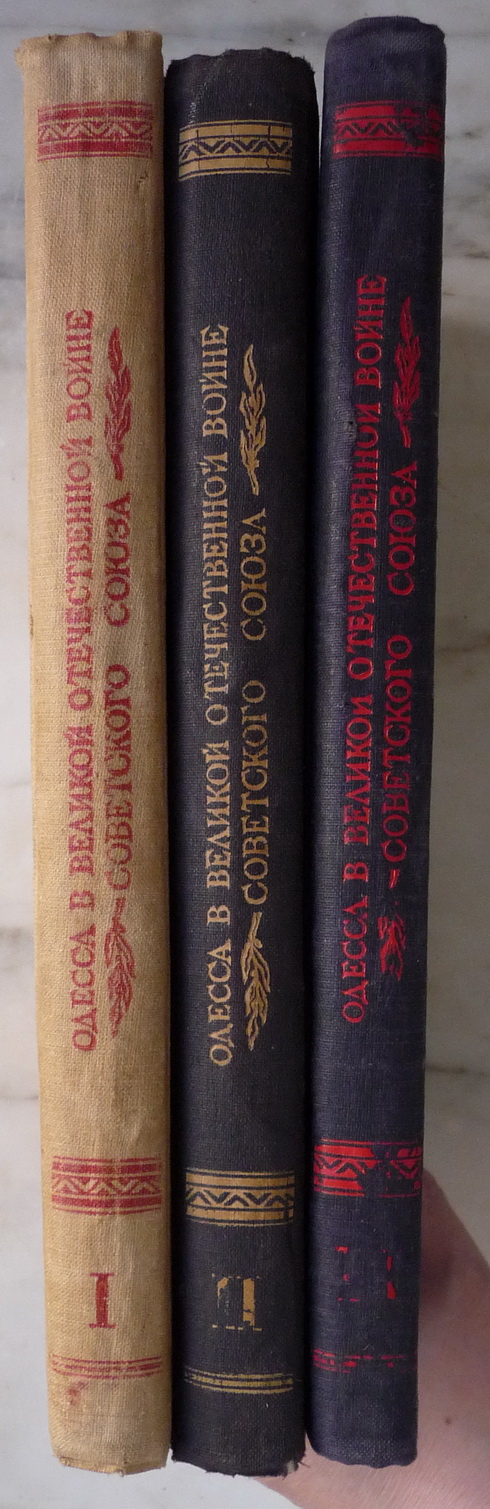 ОДЕССА В ВЕЛИКОЙ ОТЕЧЕСТВЕННОЙ ВОЙНЕ
СОВЕТСКОГО СОЮЗА
I
ОДЕССА В ВЕЛИКОЙ ОТЕЧЕСТВЕННОЙ ВОЙНЕ
СОВЕТСКОГО СОЮЗА
II
ОДЕССА В ВЕЛИКОЙ ОТЕЧЕСТВЕННОЙ ВОЙНЕ
СОВЕТСКОГО СОЮЗА